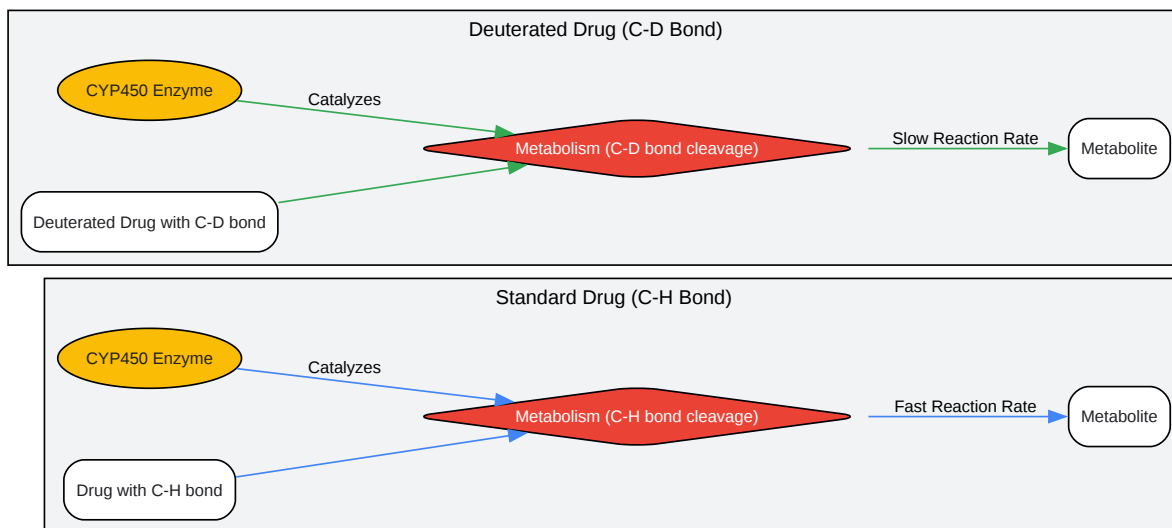 Deuterated Drug (C-D Bond)
CYP450 Enzyme
Catalyzes
Metabolism (C-D bond cleavage)
Slow Reaction Rate
Metabolite
Deuterated Drug with C-D bond
Standard Drug (C-H Bond)
CYP450 Enzyme
Catalyzes
Metabolism (C-H bond cleavage)
Fast Reaction Rate
Metabolite
Drug with C-H bond